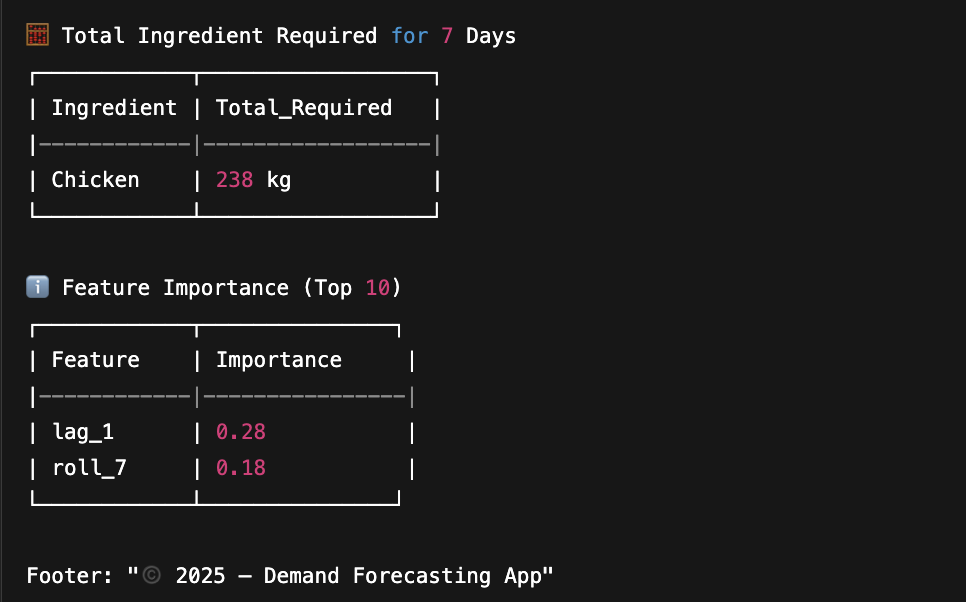 🧮 Total Ingredient Required for 7 Days
| Ingredient | Total_Required |
| Chicken | 238 kg |
ℹ️ Feature Importance (Top 10)
| Feature | Importance |
| lag_1 | 0.28 |
| roll_7 | 0.18 |
Footer: "© 2025 – Demand Forecasting App"